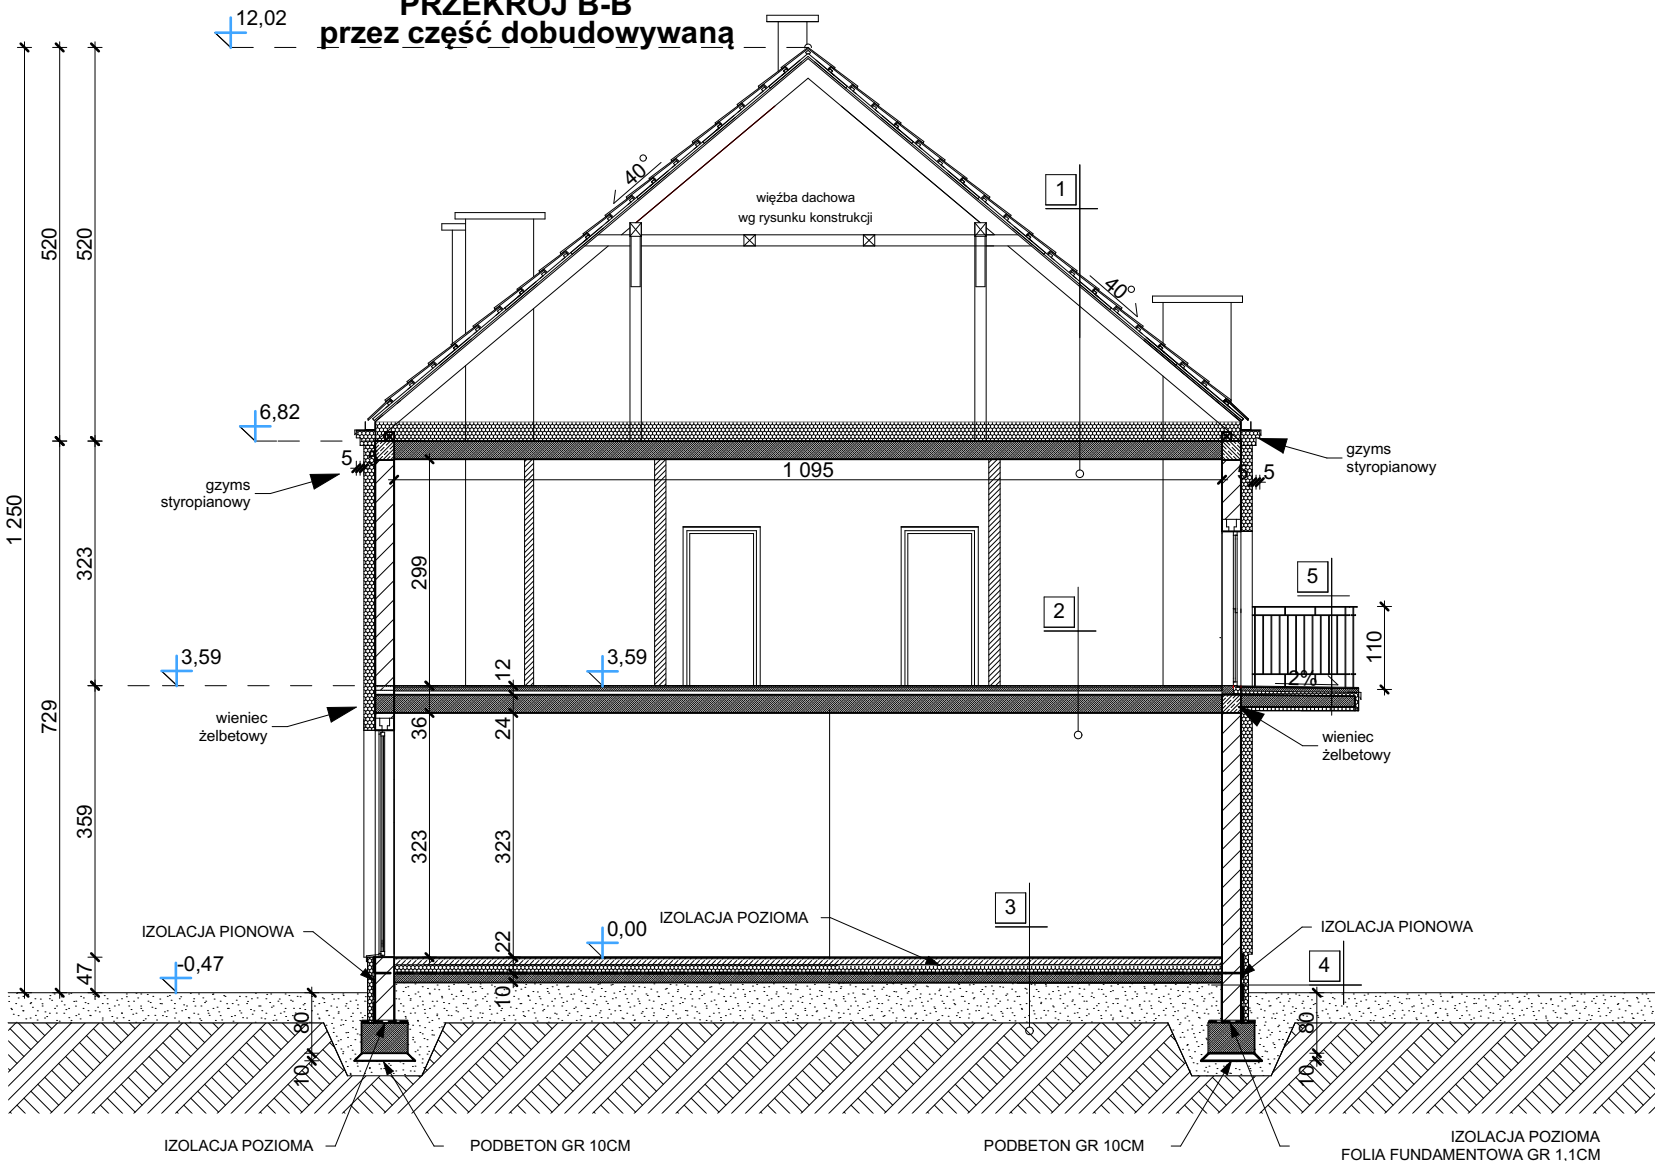 PRZEKRÓJ B-B
przez część dobudowywaną
12,02
40°
więźba dachowa
wg rysunku konstrukcji
1
520
520
40°
6,82
gzyms
styropianowy
5
1 095
5
gzyms
styropianowy
1 250
323
299
5
2
110
3,59
3,59
12
2%
729
wieniec
żelbetowy
36
24
wieniec
żelbetowy
359
323
323
3
IZOLACJA POZIOMA
IZOLACJA PIONOWA
0,00
22
IZOLACJA PIONOWA
47
-0,47
4
10
80
80
10
10
IZOLACJA POZIOMA
PODBETON GR 10CM
PODBETON GR 10CM
IZOLACJA POZIOMA
FOLIA FUNDAMENTOWA GR 1,1CM